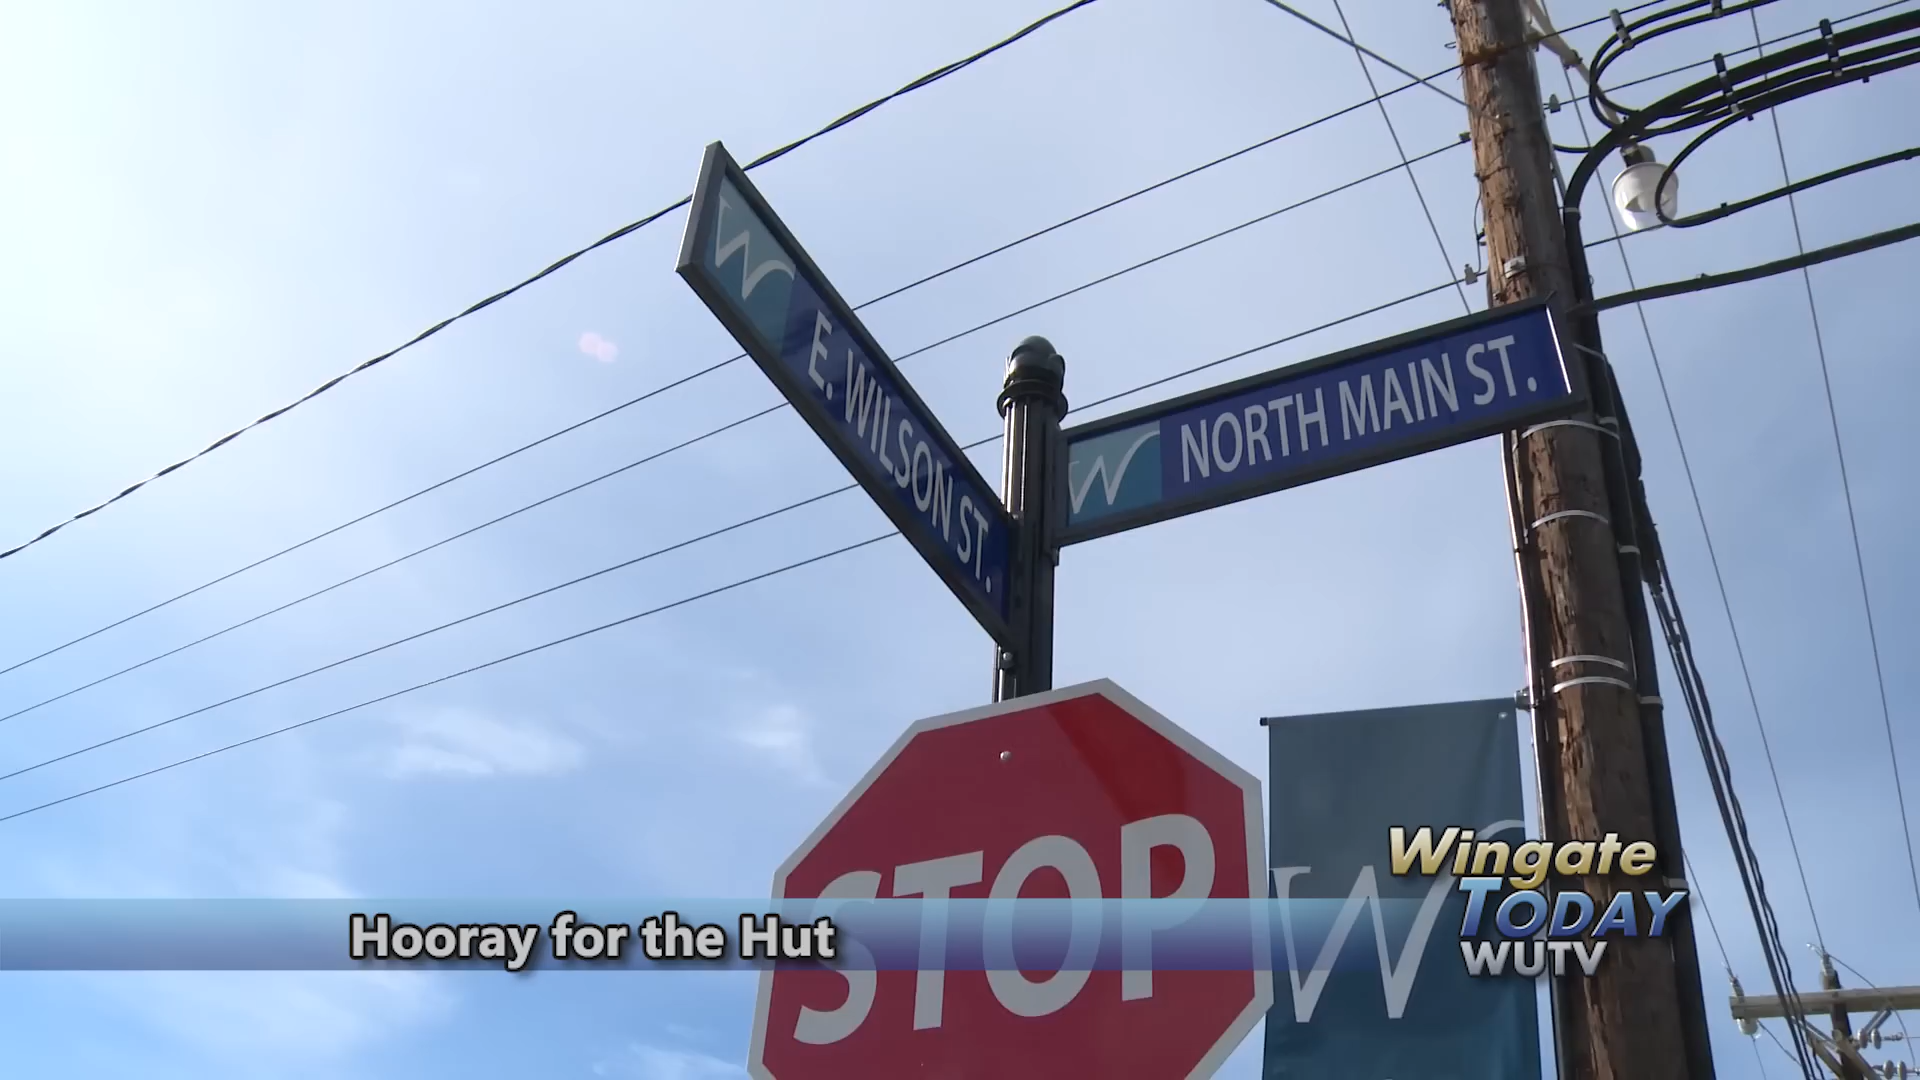 W E. WILSON ST.
W NORTH MAIN ST.
STOP
W
Hooray for the Hut
Wingate
TODAY
WUTV